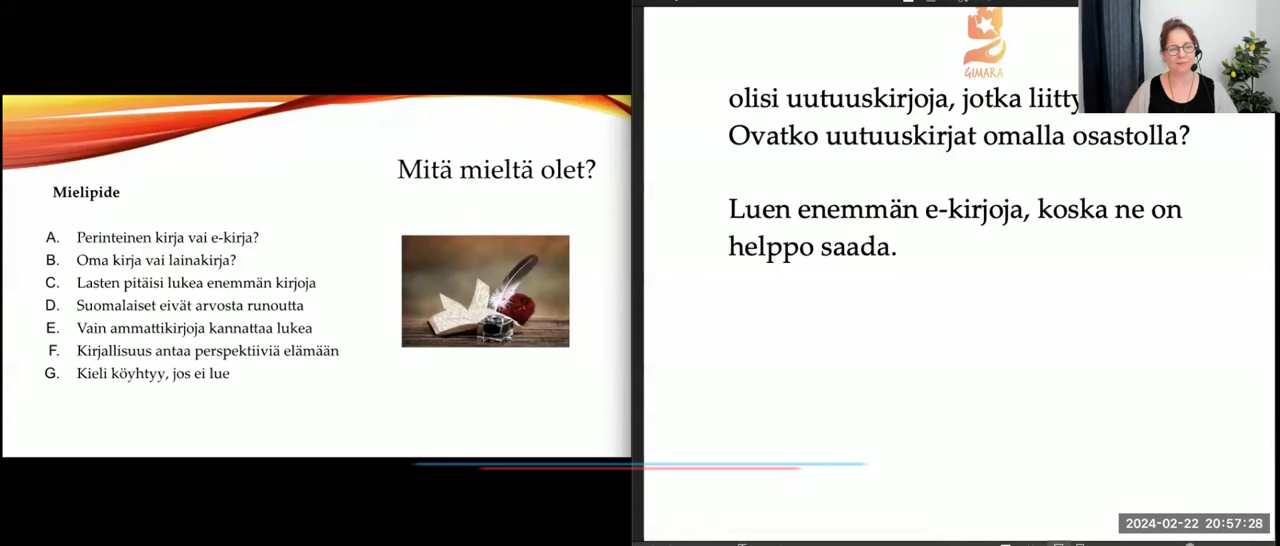 Mitä mieltä olet?
Mielipide
A. Perinteinen kirja vai e-kirja?
B. Oma kirja vai lainakirja?
C. Lasten pitäisi lukea enemmän kirjoja
D. Suomalaiset eivät arvosta runoutta
E. Vain ammattikirjoja kannattaa lukea
F. Kirjallisuus antaa perspektiiviä elämään
G. Kieli köyhtyy, jos ei lue
GIMARA
olisi uutuuskirjoja, jotka
Ovatko uutuuskirjat omalla osastolla?
Luen enemmän e-kirjoja, koska ne on
helppo saada.
2024-02-22 20:57:28